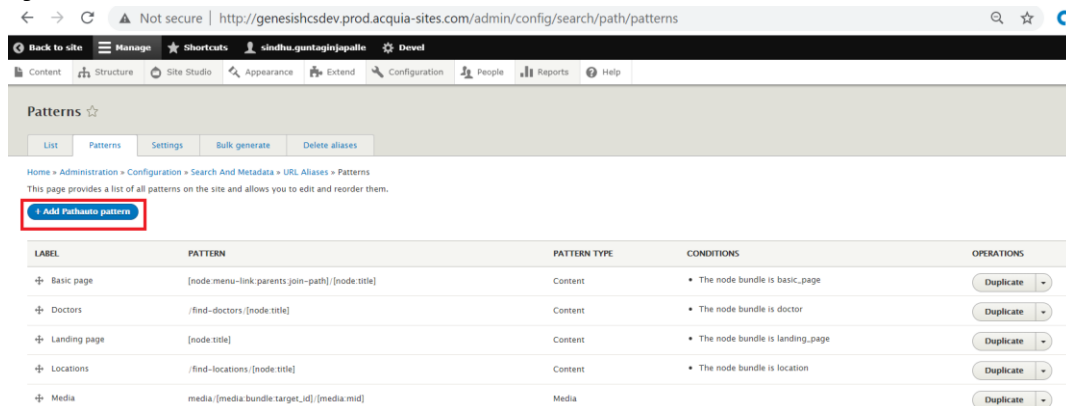 Not secure | http://genesishcsdev.prod.acquia-sites.com/admin/config/search/path/patterns
Back to site Manage Shortcuts sindhu.guntaginjapalle Devel
Content Structure Site Studio Appearance Extend Configuration People Reports Help
Patterns
List Patterns Settings Bulk generate Delete aliases
Home » Administration » Configuration » Search And Metadata » URL Aliases » Patterns
This page provides a list of all patterns on the site and allows you to edit and reorder them.
+ Add Pathauto pattern
LABEL PATTERN PATTERN TYPE CONDITIONS OPERATIONS
Basic page [node:menu-link:parents:join-path]/[node:title] Content • The node bundle is basic_page Duplicate
Doctors /find-doctors/[node:title] Content • The node bundle is doctor Duplicate
Landing page [node:title] Content • The node bundle is landing_page Duplicate
Locations /find-locations/[node:title] Content • The node bundle is location Duplicate
Media media/[media:bundle:target_id]/[media:mid] Media Duplicate